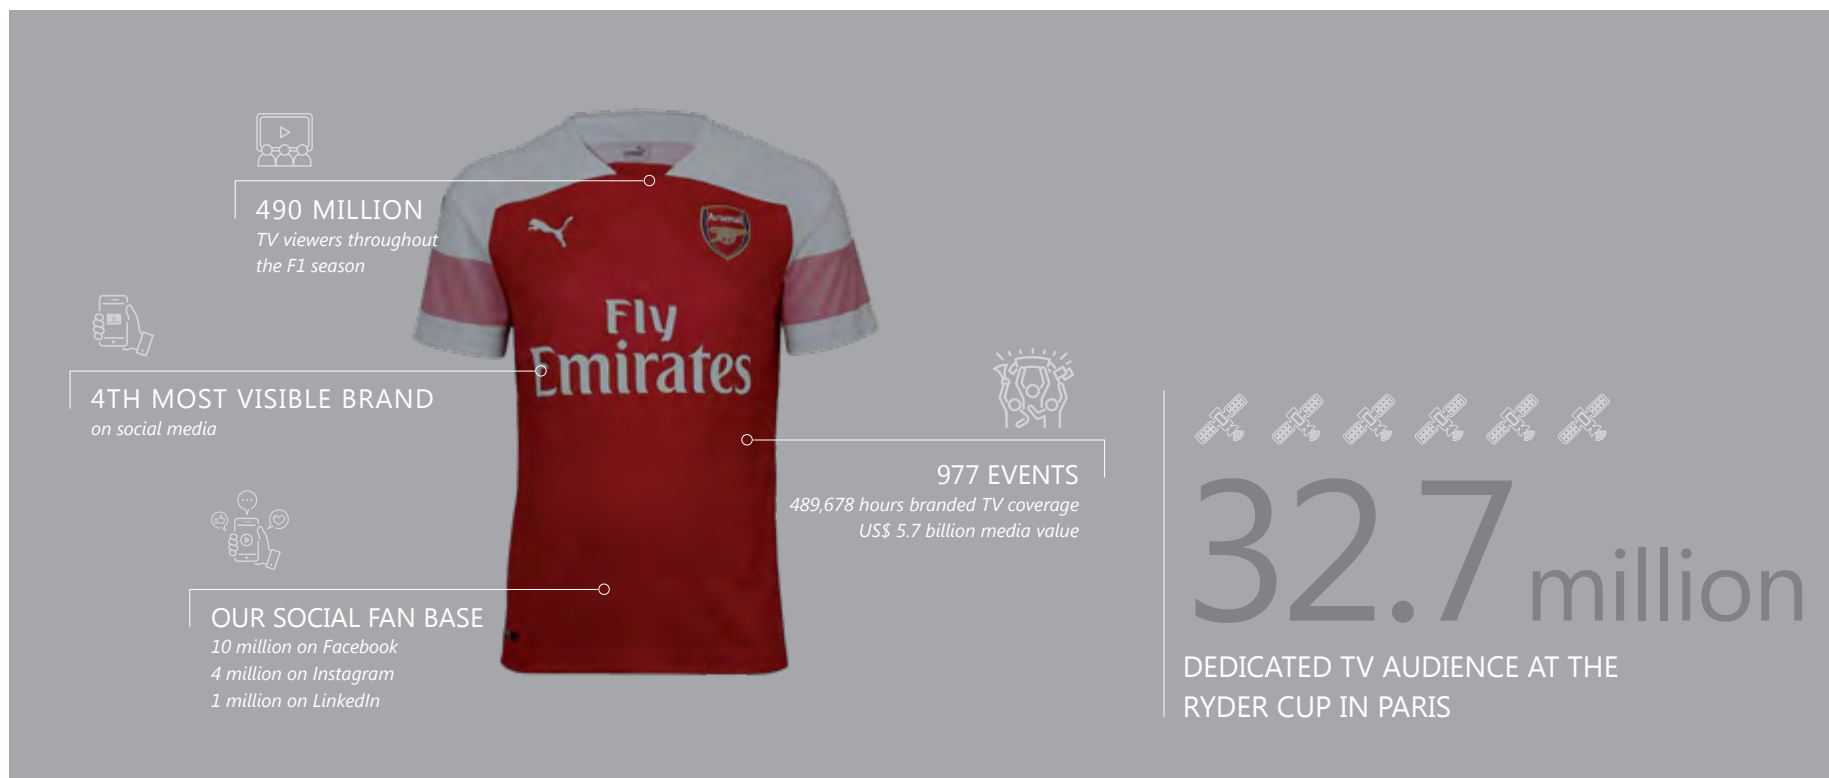 490 MILLION
TV viewers throughout
the F1 season
4TH MOST VISIBLE BRAND
on social media
OUR SOCIAL FAN BASE
10 million on Facebook
4 million on Instagram
1 million on LinkedIn
Arsenal
Fly
Emirates
977 EVENTS
489,678 hours branded TV coverage
US$ 5.7 billion media value
32.7 million
DEDICATED TV AUDIENCE AT THE
RYDER CUP IN PARIS